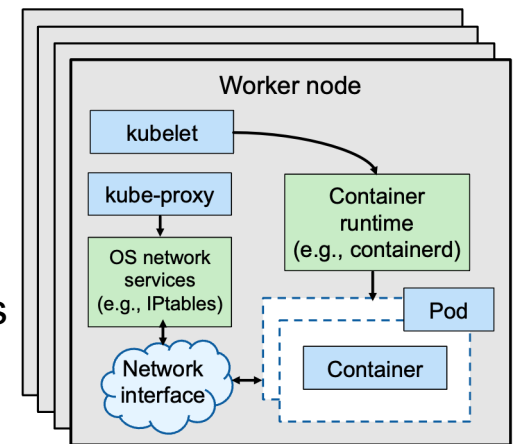 Worker node
kubelet
kube-proxy
Container
runtime
(e.g., containerd)
OS network
services
(e.g., IPtables)
s
Pod
Network
interface
Container